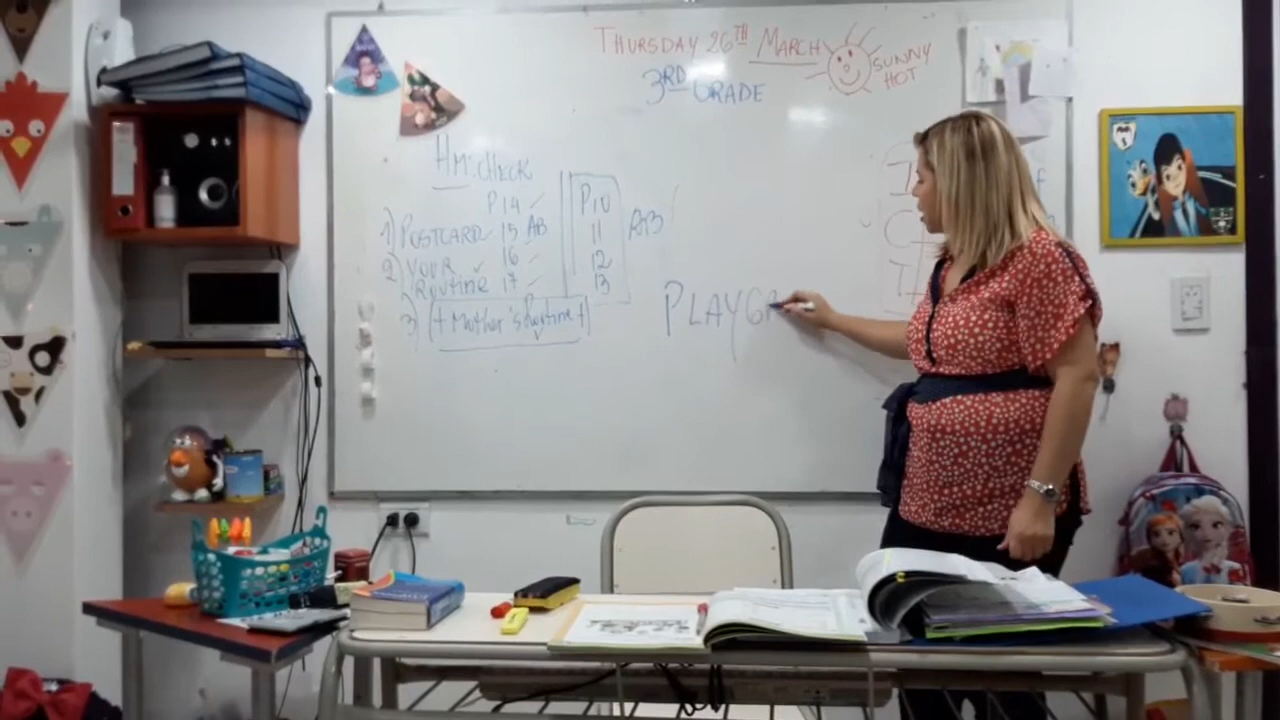 THURSDAY 26TH MARCH
SUNNY
HOT
3RD GRADE
HM: CHECK
P14 ✓
1) POSTCARD ✓ 15 AB
2) YOUR ✓ 16 -
ROUTINE 17 -
3) (+ Mother's Routine +)
P10
11 AB
12
13
PLAYG